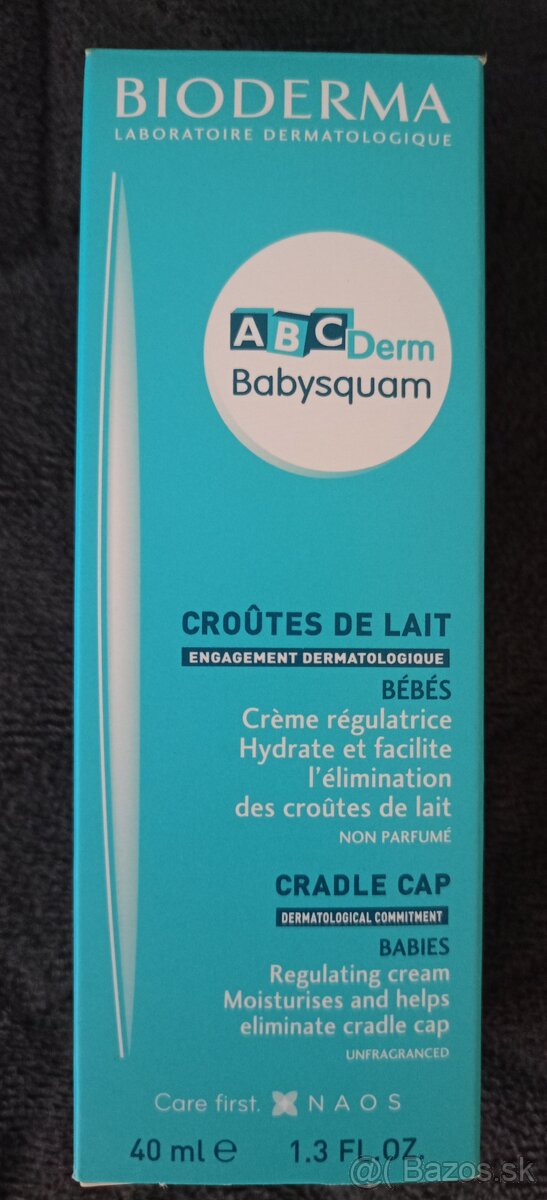 BIODERMA
LABORATOIRE DERMATOLOGIQUE
ABCDerm
Babysquam
CROÛTES DE LAIT
ENGAGEMENT DERMATOLOGIQUE
BÉBÉS
Crème régulatrice
Hydrate et facilite
l'élimination
des croûtes de lait
NON PARFUMÉ
CRADLE CAP
DERMATOLOGICAL COMMITMENT
BABIES
Regulating cream
Moisturises and helps
eliminate cradle cap
UNFRAGRANCED
Care first. NAOS
40 ml ℮ 1.3 FL.OZ.
@( Bazos.sk